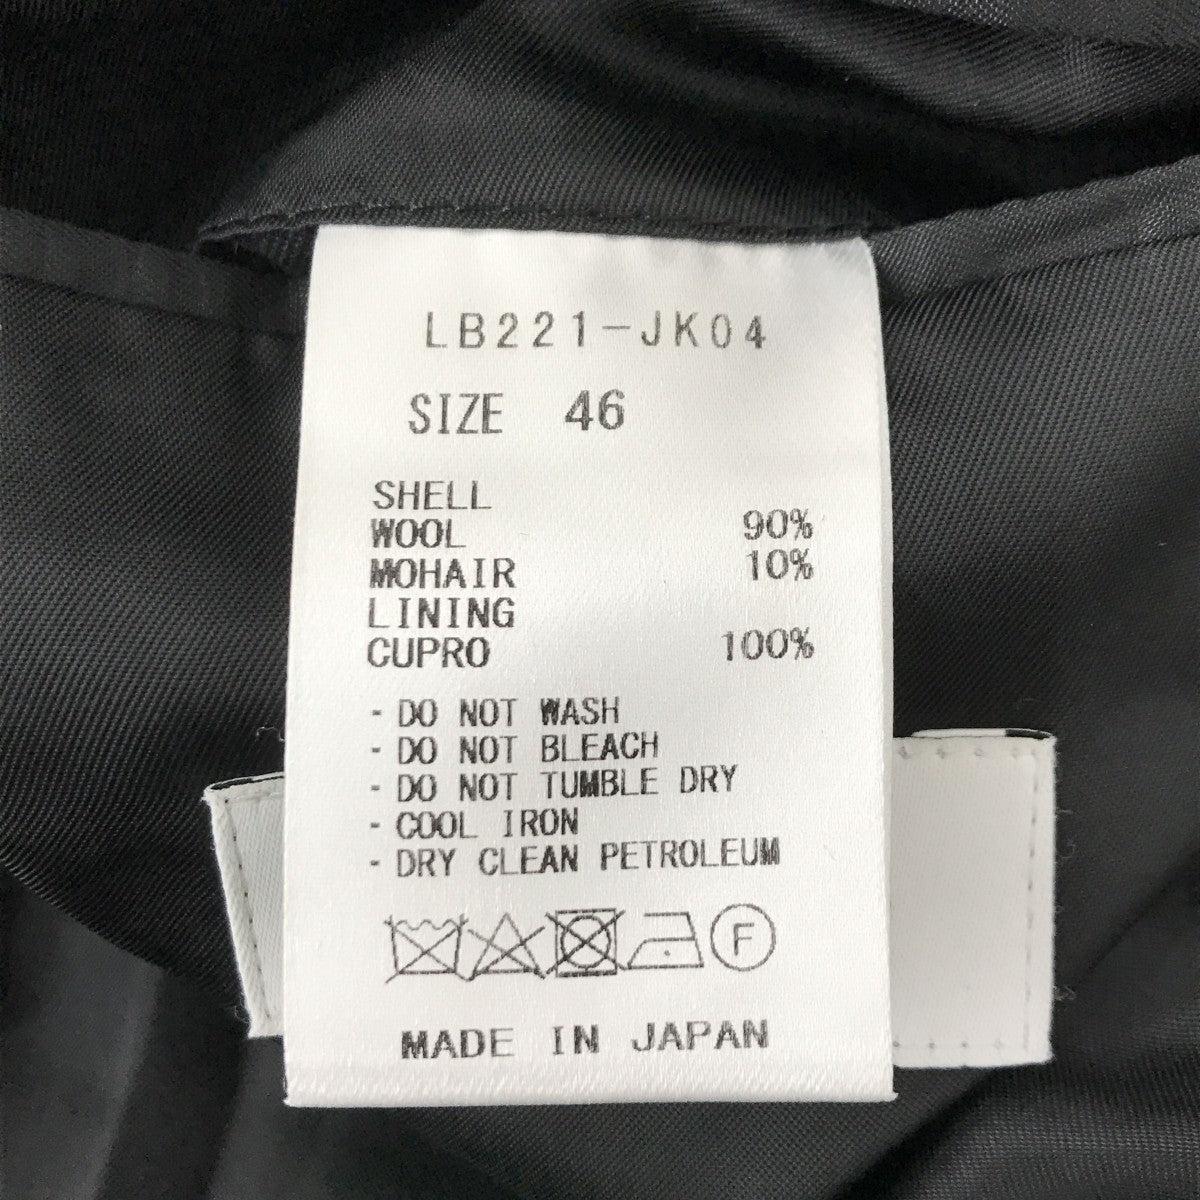 LB221-JK04
SIZE 46
SHELL
WOOL 90%
MOHAIR 10%
LINING
CUPRO 100%
- DO NOT WASH
- DO NOT BLEACH
- DO NOT TUMBLE DRY
- COOL IRON
- DRY CLEAN PETROLEUM
F
MADE IN JAPAN